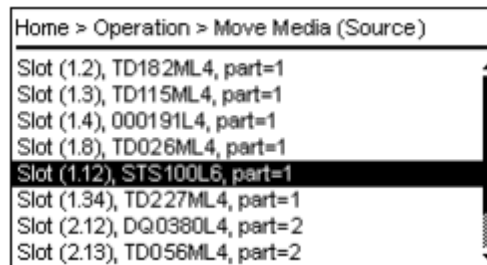 Home > Operation > Move Media (Source)
Slot (1.2), TD182ML4, part=1
Slot (1.3), TD115ML4, part=1
Slot (1.4), 000191L4, part=1
Slot (1.8), TD026ML4, part=1
Slot (1.12), STS100L6, part=1
Slot (1.34), TD227ML4, part=1
Slot (2.12), DQ0380L4, part=2
Slot (2.13), TD056ML4, part=2